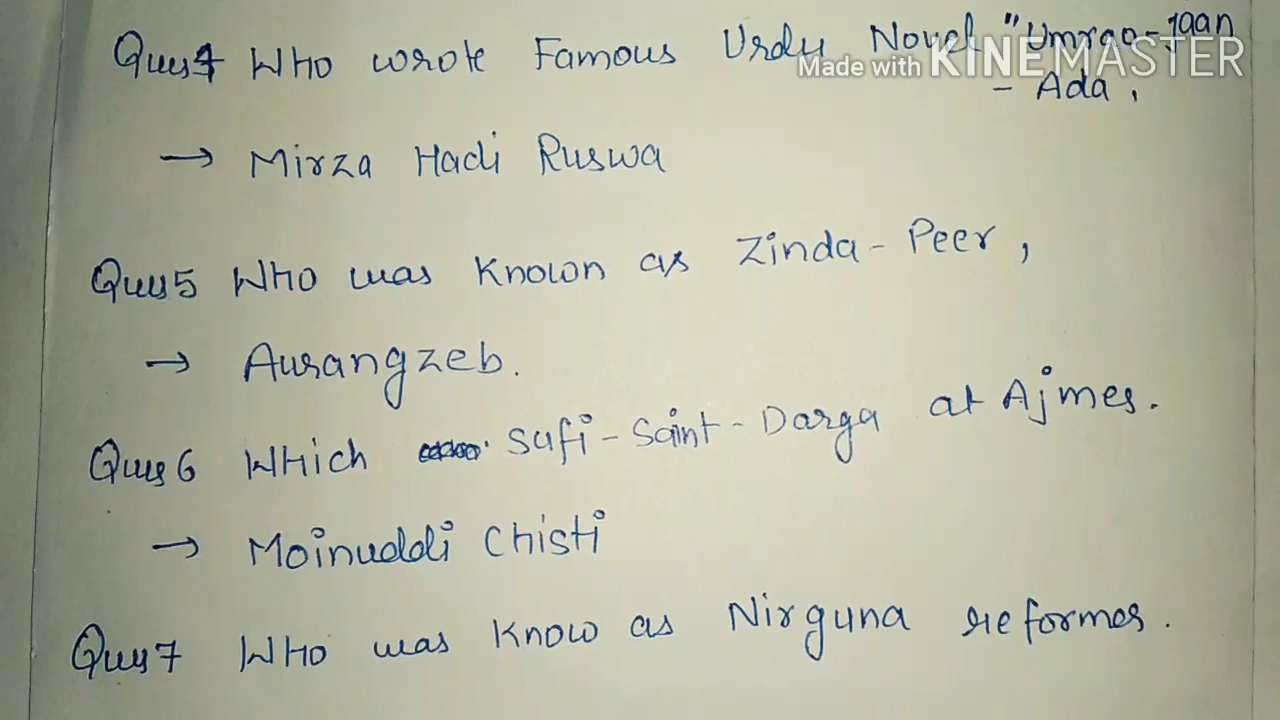 Ques4 Who wrote Famous Urdu Novel "Umrao-Jaan
Made with KINEMASTER
- Ada,
→ Mirza Hadi Ruswa
Ques5 Who was Known as Zinda-Peer,
→ Aurangzeb.
Ques6 Which Sufi-Saint-Darga at Ajmer.
→ Moinuddi Chisti
Ques7 Who was Know as Nirguna reformer.